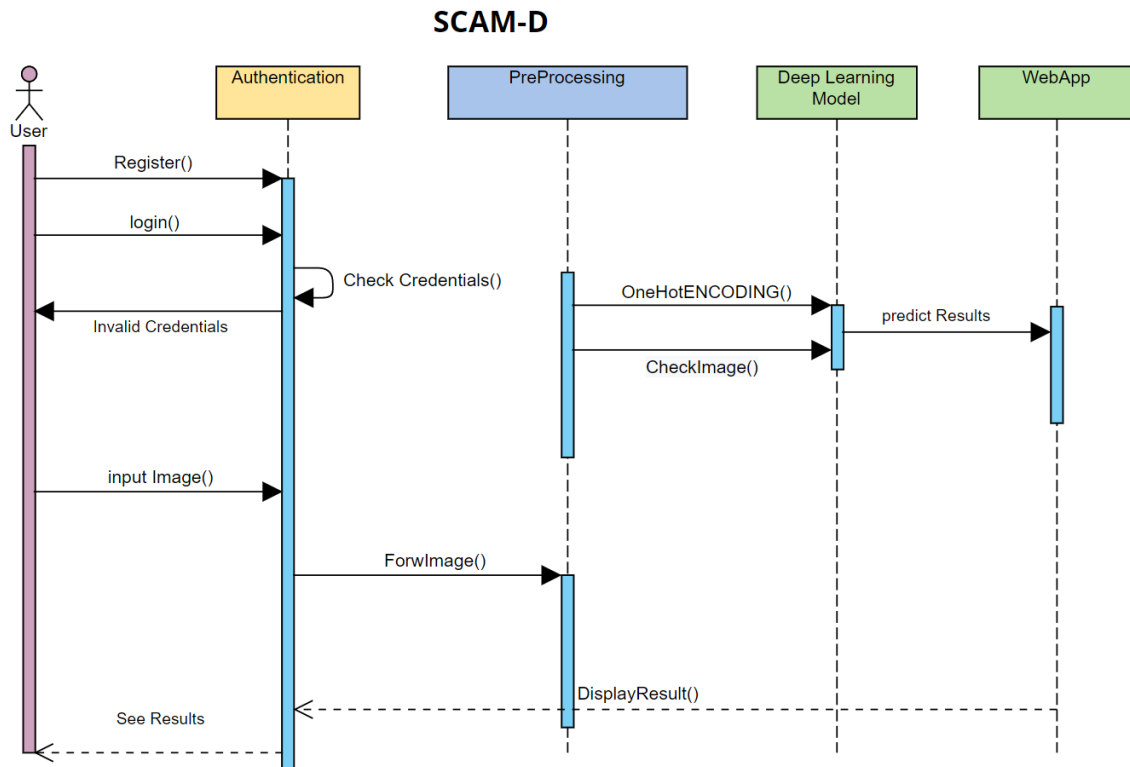 SCAM-D
Authentication
PreProcessing
Deep Learning
Model
WebApp
User
Register()
login()
Check Credentials()
OneHotENCODING()
predict Results
Invalid Credentials
CheckImage()
input Image()
ForwImage()
DisplayResult()
See Results